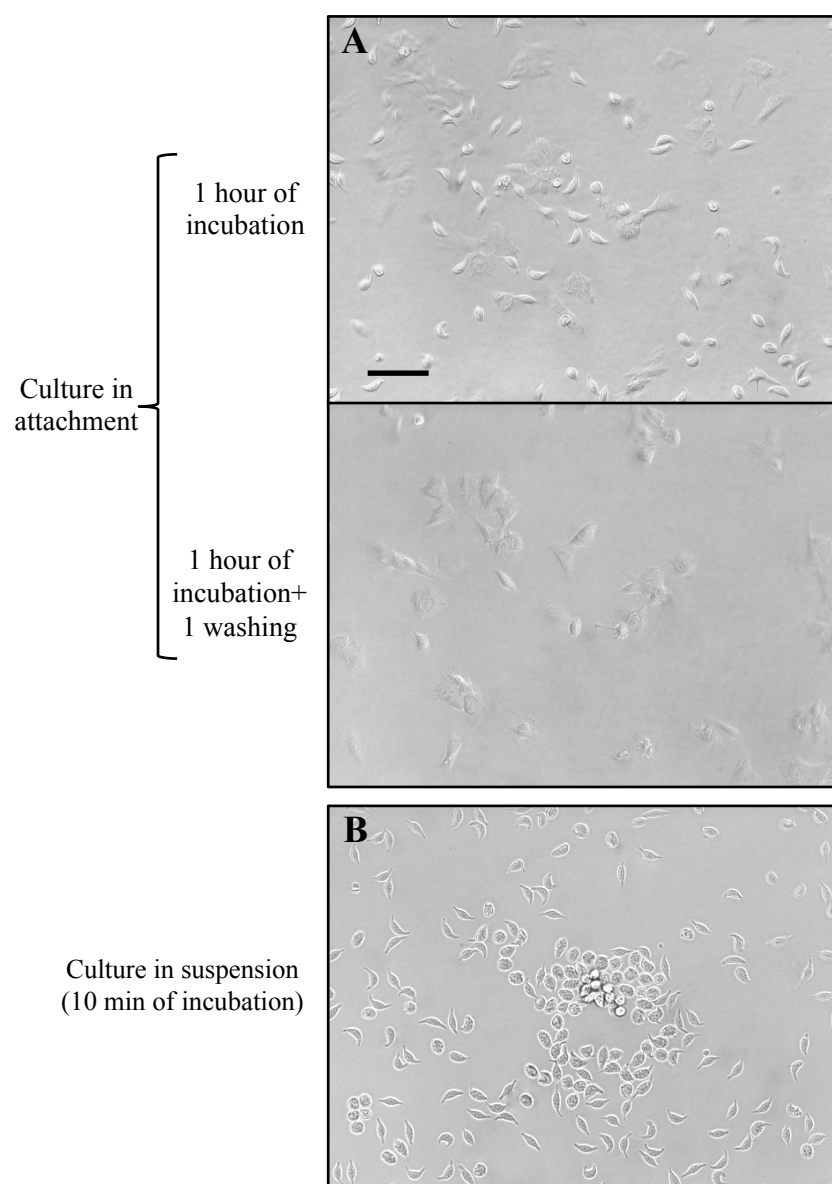 A
1 hour of
incubation
Culture in
attachment
1 hour of
incubation+
1 washing
B
Culture in suspension
(10 min of incubation)